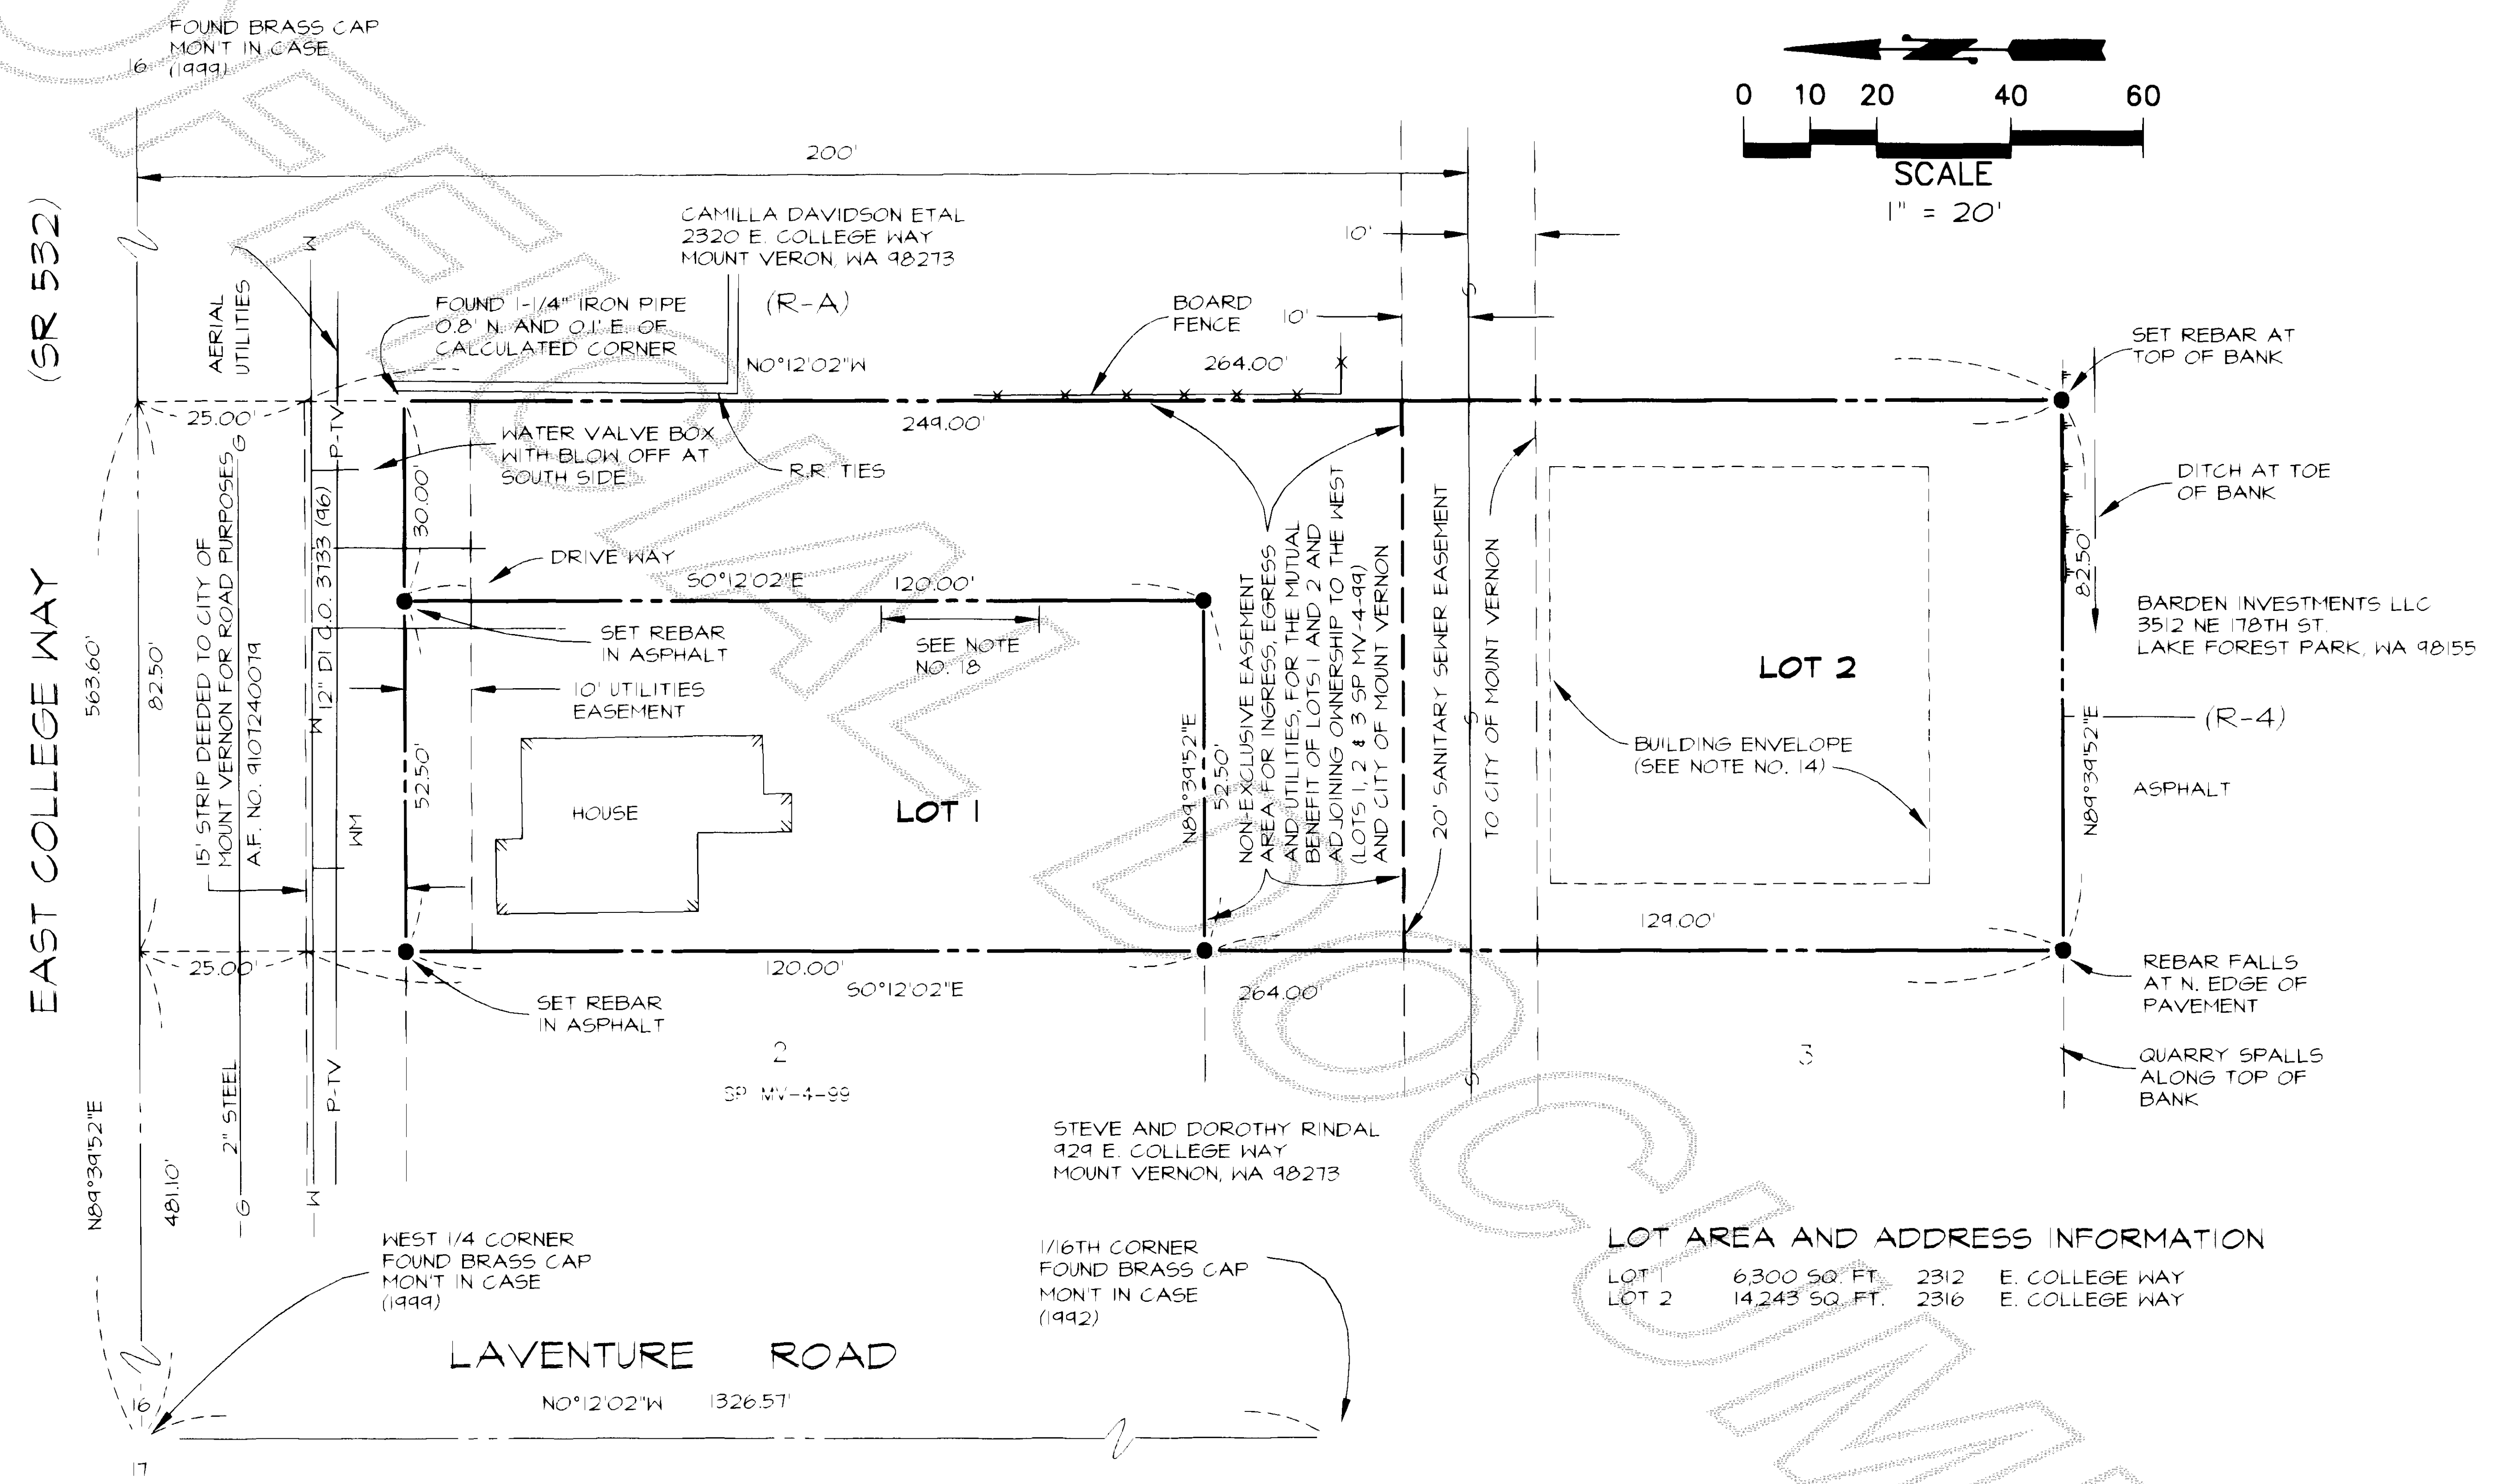 FOUND BRASS CAP
MON'T IN CASE
16 (1999)
0 10 20 40 60
SCALE
1" = 20'
200'
(SR 532)
EAST COLLEGE WAY
CAMILLA DAVIDSON ETAL
2320 E. COLLEGE WAY
MOUNT VERON, WA 98273
(R-A)
10'
10'
AERIAL
UTILITIES
W
FOUND 1-1/4" IRON PIPE
0.8' N. AND 0.1' E. OF
CALCULATED CORNER
N0°12'02"W
264.00'
BOARD
FENCE
S
SET REBAR AT
TOP OF BANK
25.00'
G
P-TV
249.00'
WATER VALVE BOX
WITH BLOW OFF AT
SOUTH SIDE
R.R. TIES
30.00'
DITCH AT TOE
OF BANK
82.50'
DRIVE WAY
S0°12'02"E
120.00'
SET REBAR
IN ASPHALT
SEE NOTE
NO. 18
10' UTILITIES
EASEMENT
563.60'
82.50'
15' STRIP DEEDED TO CITY OF
MOUNT VERNON FOR ROAD PURPOSES
A.F. NO. 9107240079
12" DI C.O. 3733 (96)
W
WM
52.50'
HOUSE
LOT 1
N89°39'52"E
52.50'
NON-EXCLUSIVE EASEMENT
AREA FOR INGRESS, EGRESS
AND UTILITIES, FOR THE MUTUAL
BENEFIT OF LOTS 1 AND 2 AND
ADJOINING OWNERSHIP TO THE WEST
(LOTS 1, 2 & 3 SP MV-4-99)
AND CITY OF MOUNT VERNON
20' SANITARY SEWER EASEMENT
S
TO CITY OF MOUNT VERNON
LOT 2
BUILDING ENVELOPE
(SEE NOTE NO. 14)
BARDEN INVESTMENTS LLC
3512 NE 178TH ST.
LAKE FOREST PARK, WA 98155
(R-4)
N89°39'52"E
ASPHALT
129.00'
25.00'
120.00'
S0°12'02"E
264.00'
SET REBAR
IN ASPHALT
REBAR FALLS
AT N. EDGE OF
PAVEMENT
2
SP MV-4-99
S
3
QUARRY SPALLS
ALONG TOP OF
BANK
N89°39'52"E
481.10'
2" STEEL
G
W
P-TV
STEVE AND DOROTHY RINDAL
929 E. COLLEGE WAY
MOUNT VERNON, WA 98273
WEST 1/4 CORNER
FOUND BRASS CAP
MON'T IN CASE
(1999)
1/16TH CORNER
FOUND BRASS CAP
MON'T IN CASE
(1992)
LOT AREA AND ADDRESS INFORMATION
LOT 1 6,300 SQ. FT. 2312 E. COLLEGE WAY
LOT 2 14,243 SQ. FT. 2316 E. COLLEGE WAY
LAVENTURE ROAD
N0°12'02"W 1326.57'
16
17